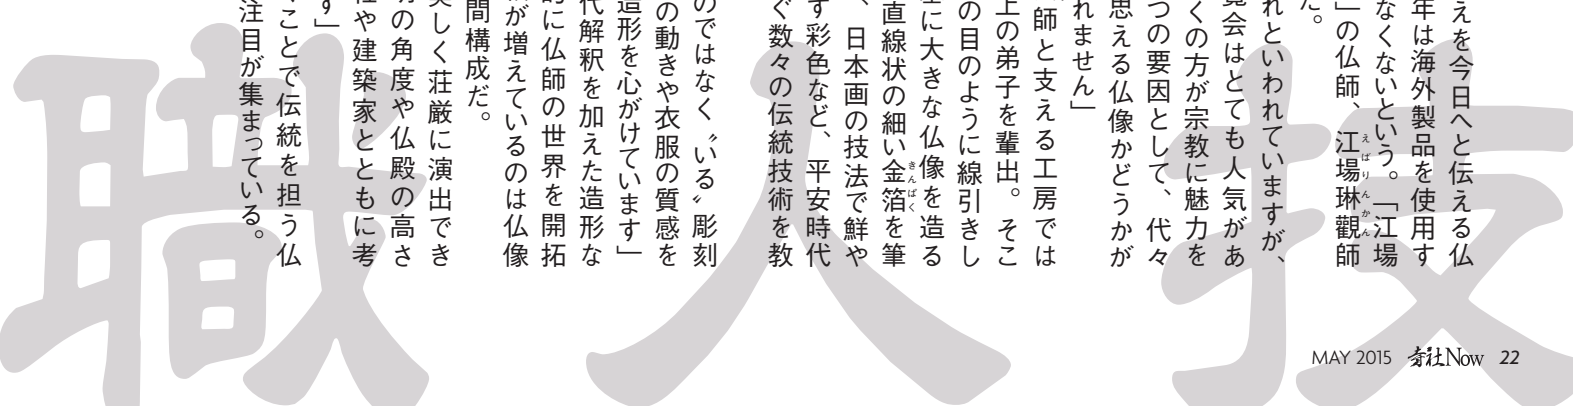 えを今日へと伝える仏
年は海外製品を使用す
なくないという。「江場
」の仏師、江場琳觀師
えばりんかん
た。
れといわれていますが、
覧会はとても人気があ
くの方が宗教に魅力を
つの要因として、代々
思える仏像かどうかが
れません」
師と支える工房では
上の弟子を輩出。そこ
の目のように線引きし
に大きな仏像を造る
直線状の細い金箔を筆
きんぱく
、日本画の技法で鮮や
す彩色など、平安時代
ぐ数々の伝統技術を教
のではなく〝いる〟彫刻
の動きや衣服の質感を
造形を心がけています」
代解釈を加えた造形な
的に仏師の世界を開拓
が増えているのは仏像
間構成だ。
美しく荘厳に演出でき
の角度や仏殿の高さ
や建築家とともに考
す」
ことで伝統を担う仏
注目が集まっている。
技人職
MAY 2015 寺社Now 22